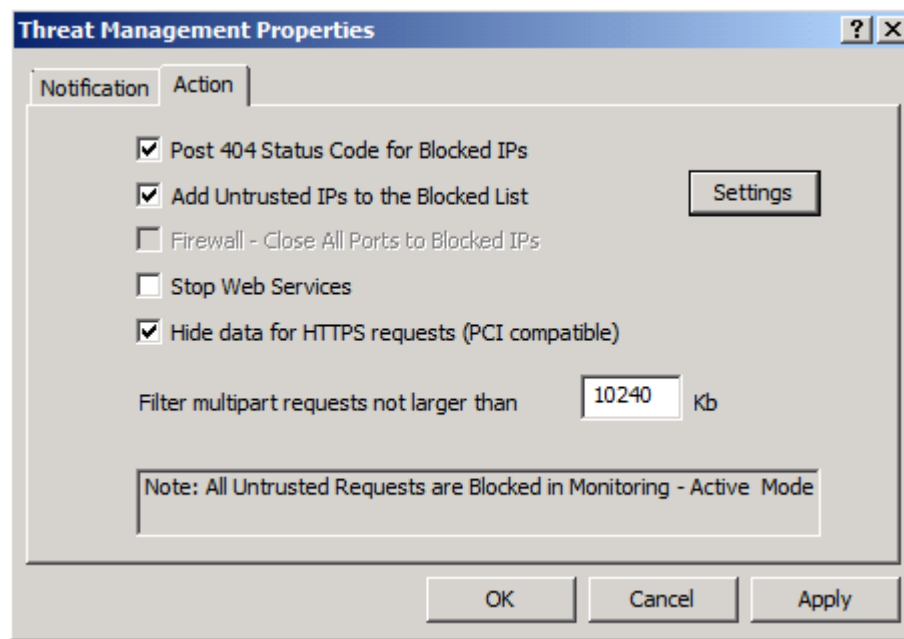 Threat Management Properties
Notification Action
Post 404 Status Code for Blocked IPs
Add Untrusted IPs to the Blocked List
Settings
Firewall - Close All Ports to Blocked IPs
Stop Web Services
Hide data for HTTPS requests (PCI compatible)
Filter multipart requests not larger than 10240 Kb
Note: All Untrusted Requests are Blocked in Monitoring - Active Mode
OK Cancel Apply